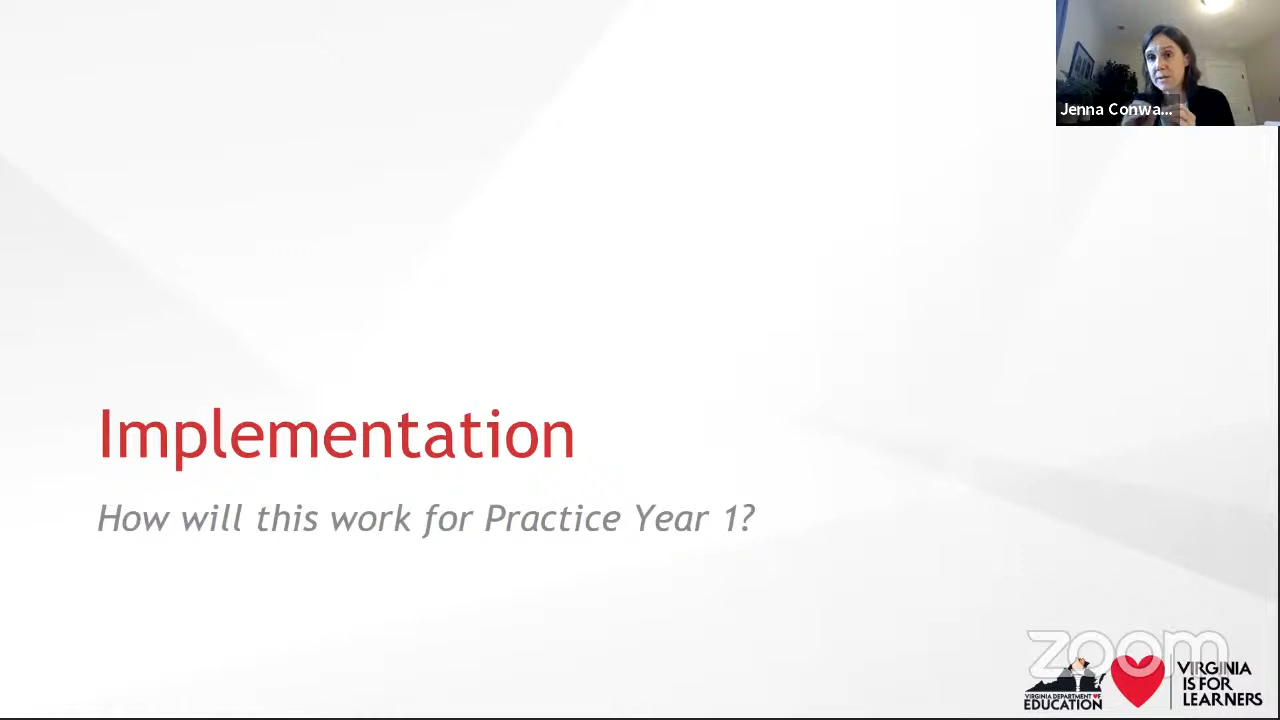 Jenna Conwa...
Implementation
How will this work for Practice Year 1?
zoom
VIRGINIA DEPARTMENT OF
EDUCATION
VIRGINIA
IS FOR
LEARNERS